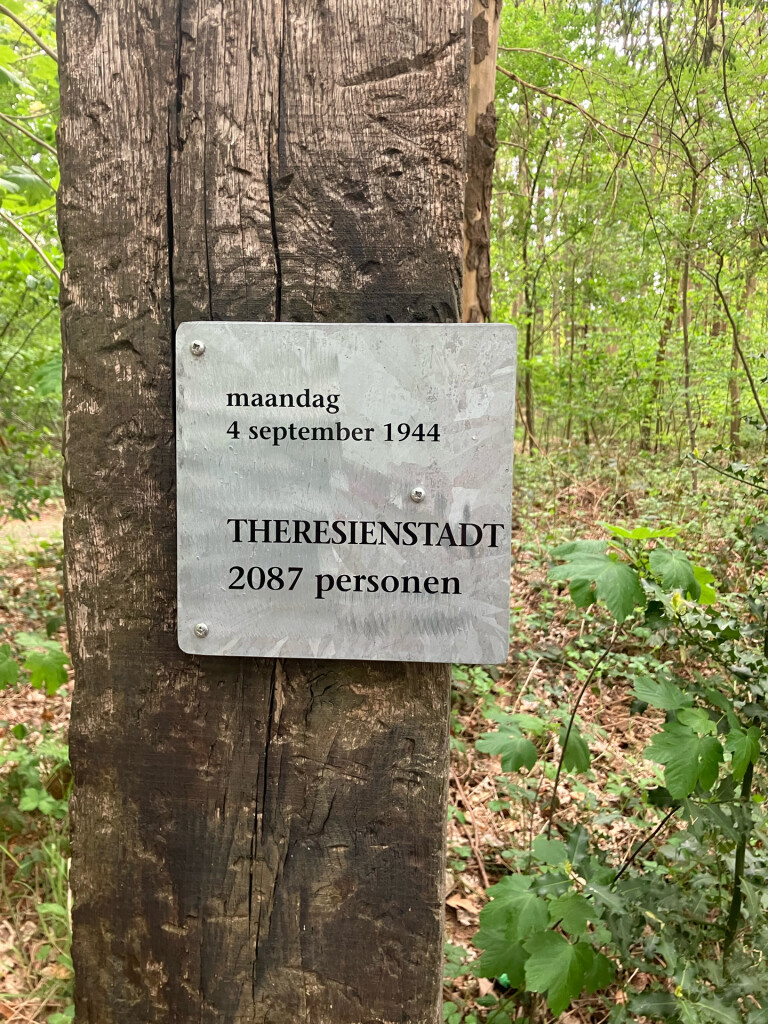 maandag
4 september 1944
THERESIENSTADT
2087 personen